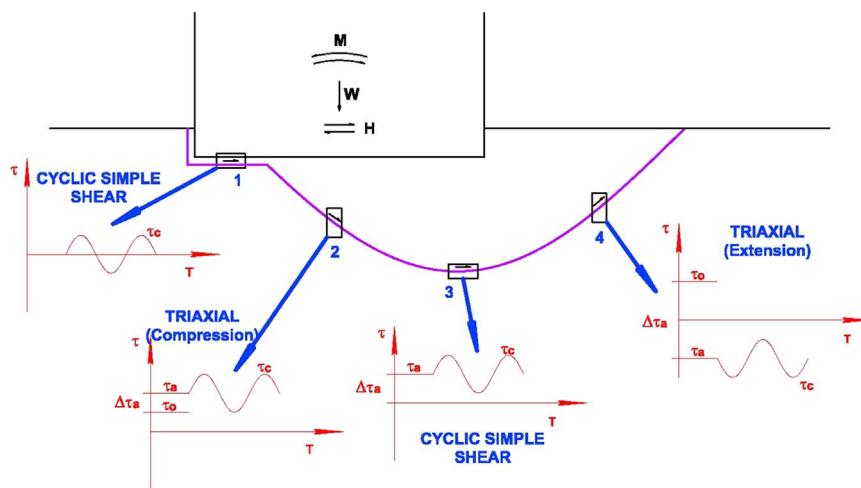 M
W
H
CYCLIC SIMPLE
SHEAR
1
τ
τc
T
2
3
4
TRIAXIAL
(Compression)
τ
τa
Δτa
τo
τc
T
τ
τa
Δτa
τc
T
CYCLIC SIMPLE
SHEAR
TRIAXIAL
(Extension)
τ
τo
Δτa
T
τa
τc